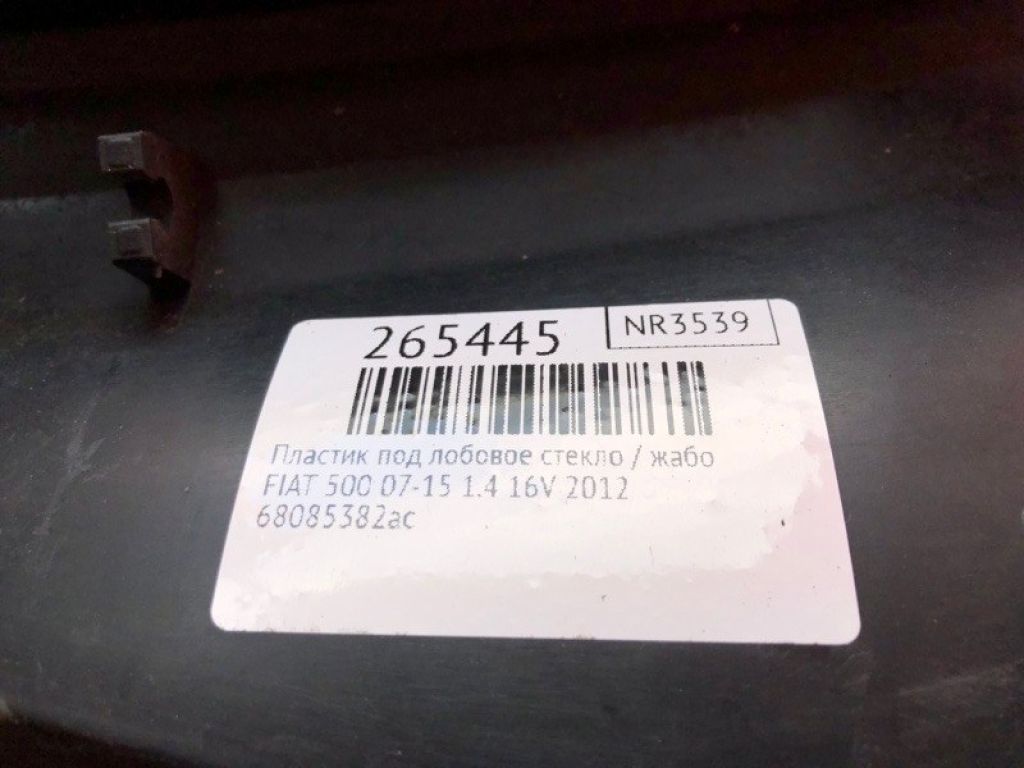 265445
NR3539
Пластик под лобовое стекло / жабо
FIAT 500 07-15 1.4 16V 2012
68085382ac